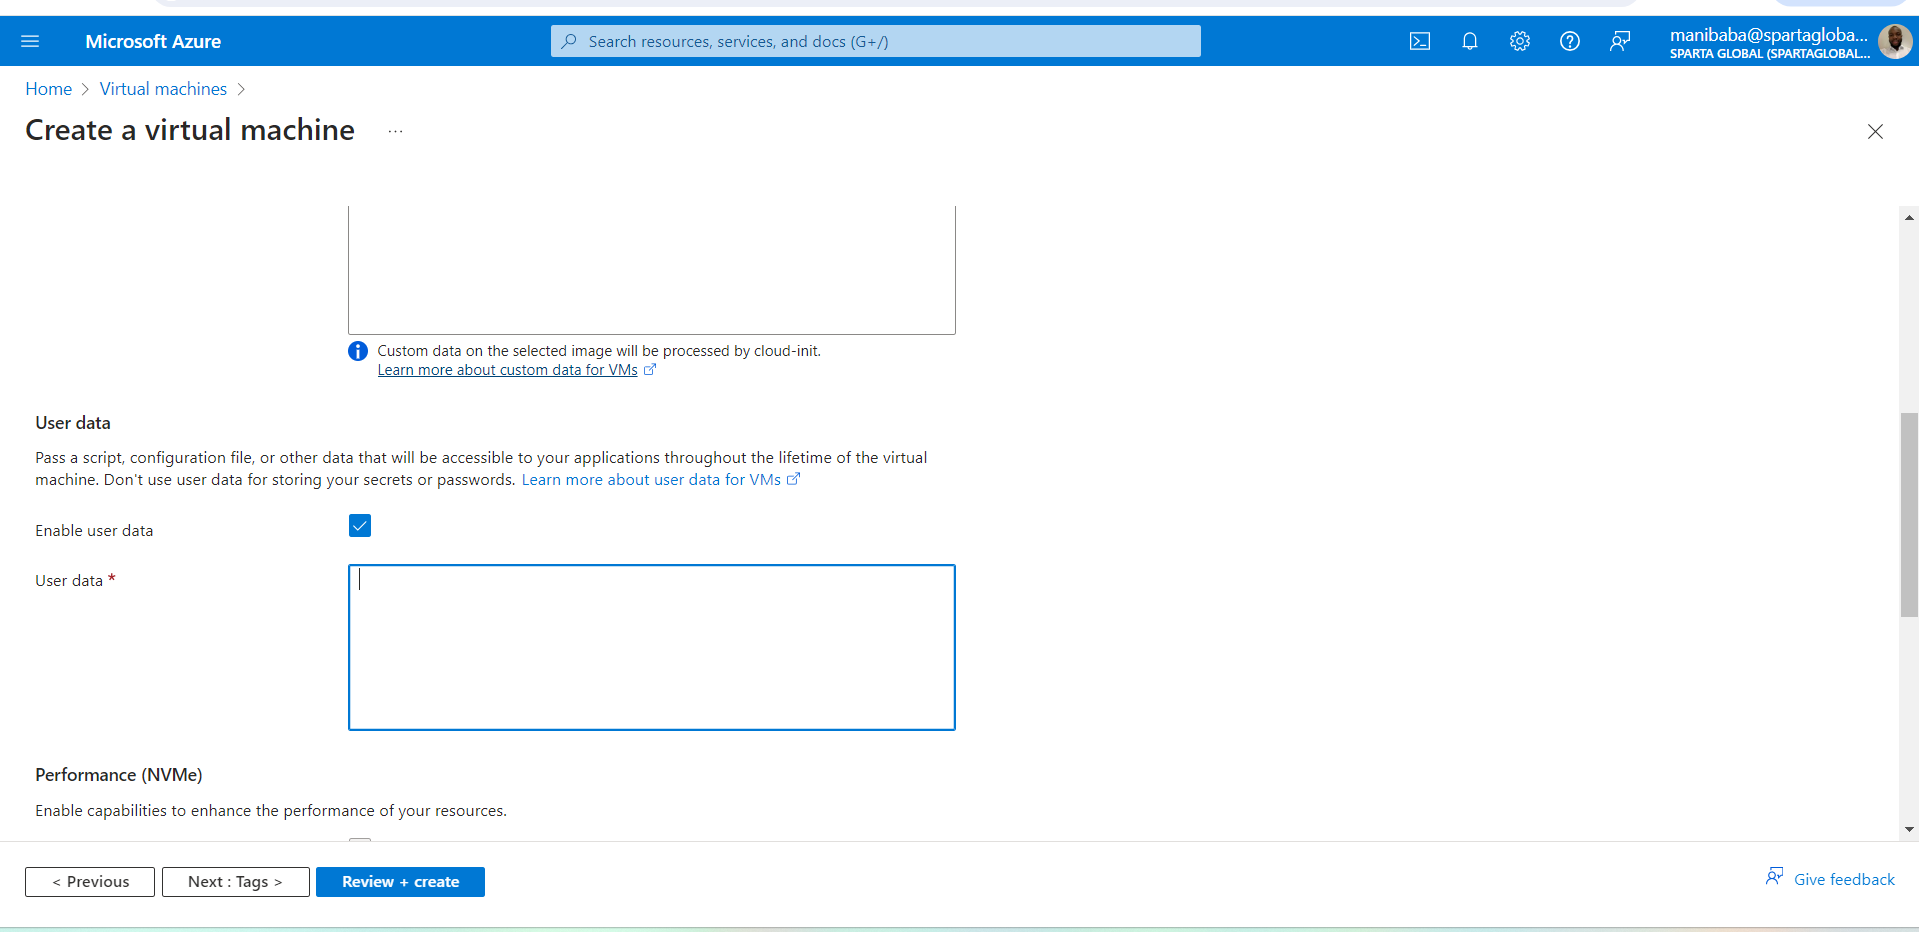 Microsoft Azure
Search resources, services, and docs (G+/)
manibaba@spartagloba...
SPARTA GLOBAL (SPARTAGLOBAL...
Home > Virtual machines >
Create a virtual machine ...
Custom data on the selected image will be processed by cloud-init.
Learn more about custom data for VMs
User data
Pass a script, configuration file, or other data that will be accessible to your applications throughout the lifetime of the virtual
machine. Don't use user data for storing your secrets or passwords. Learn more about user data for VMs
Enable user data
User data *
Performance (NVMe)
Enable capabilities to enhance the performance of your resources.
< Previous
Next : Tags >
Review + create
Give feedback